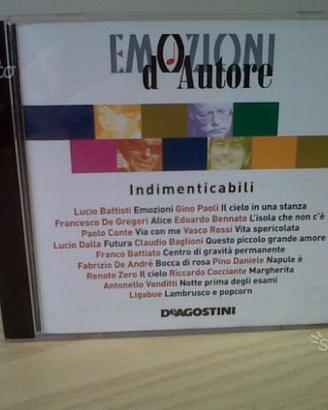 EMOZIONI
d'Autore
Indimenticabili
Lucio Battisti Emozioni Gino Paoli Il cielo in una stanza
Francesco De Gregori Alice Edoardo Bennato L'isola che non c'è
Paolo Conte Via con me Vasco Rossi Vita spericolata
Lucio Dalla Futura Claudio Baglioni Questo piccolo grande amore
Franco Battiato Centro di gravità permanente
Fabrizio De André Bocca di rosa Pino Daniele Napule è
Renato Zero Il cielo Riccardo Cocciante Margherita
Antonello Venditti Notte prima degli esami
Ligabue Lambrusco e popcorn
DeAGOSTINI